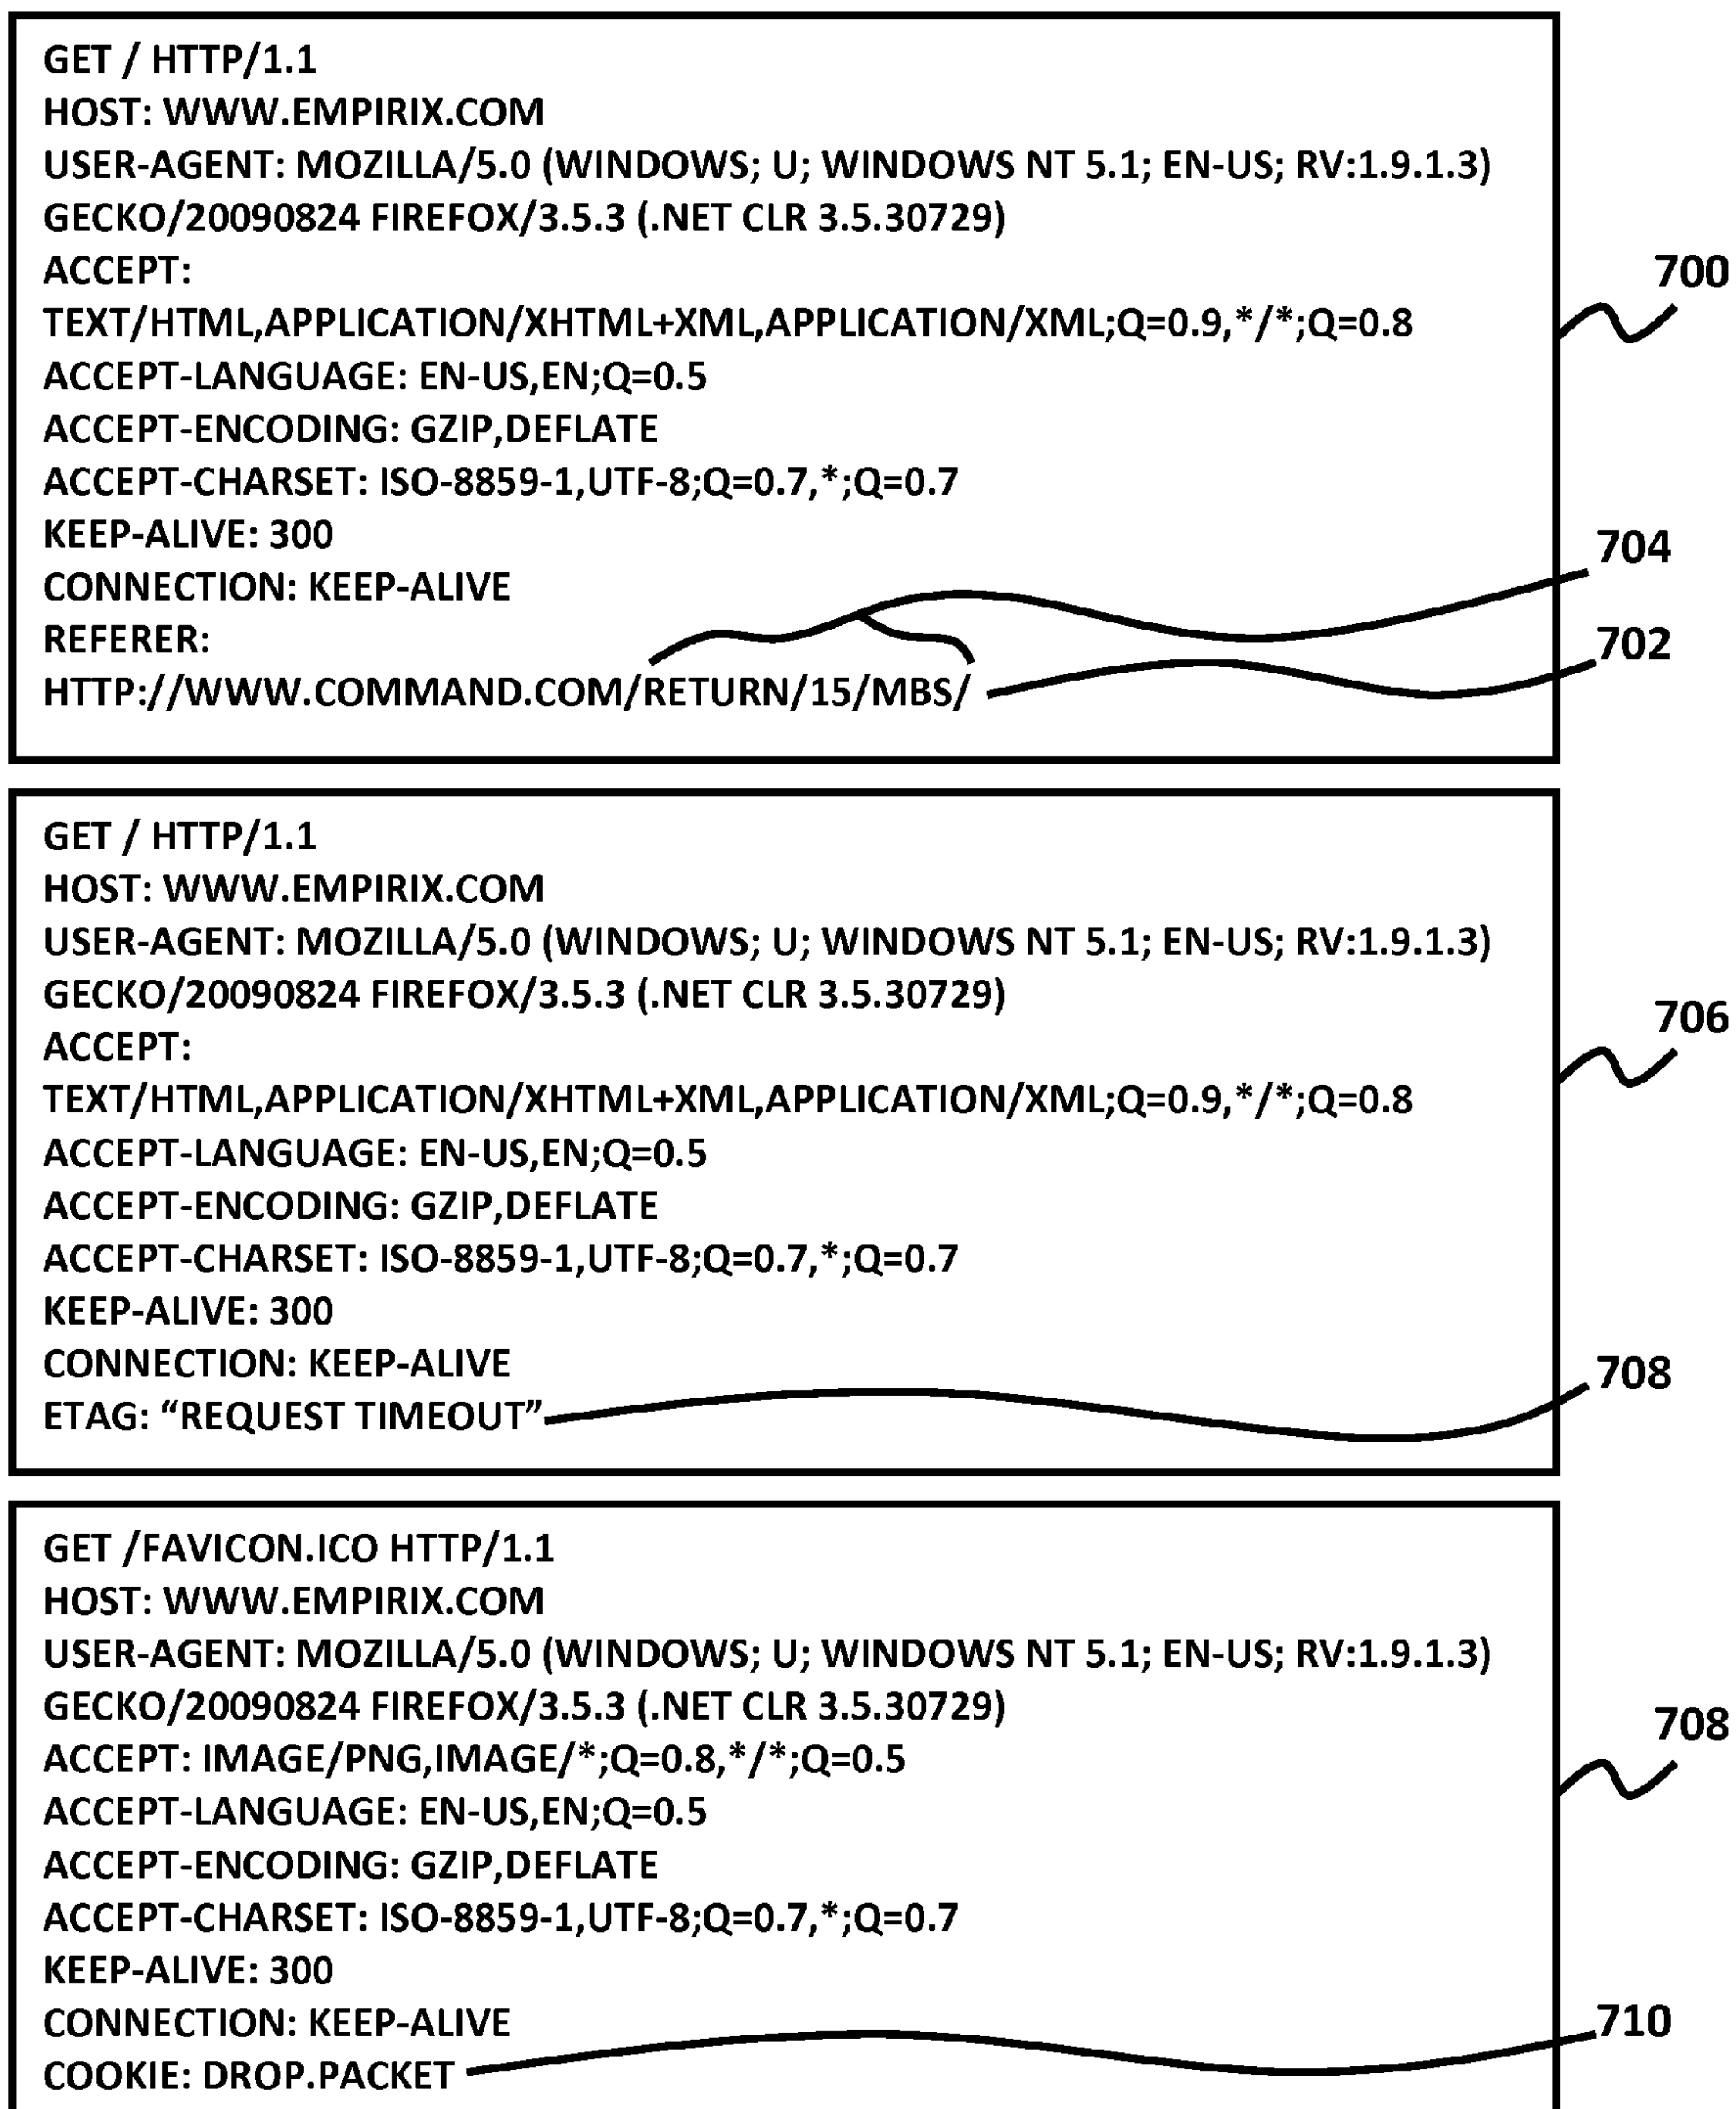 GET / HTTP/1.1
HOST: WWW.EMPIRIX.COM
USER-AGENT: MOZILLA/5.0 (WINDOWS; U; WINDOWS NT 5.1; EN-US; RV:1.9.1.3)
GECKO/20090824 FIREFOX/3.5.3 (.NET CLR 3.5.30729)
ACCEPT:
700
TEXT/HTML,APPLICATION/XHTML+XML,APPLICATION/XML;Q=0.9,*/*;Q=0.8
ACCEPT-LANGUAGE: EN-US,EN;Q=0.5
ACCEPT-ENCODING: GZIP,DEFLATE
ACCEPT-CHARSET: ISO-8859-1,UTF-8;Q=0.7,*;Q=0.7
KEEP-ALIVE: 300
704
CONNECTION: KEEP-ALIVE
REFERER:
702
HTTP://WWW.COMMAND.COM/RETURN/15/MBS/
GET / HTTP/1.1
HOST: WWW.EMPIRIX.COM
USER-AGENT: MOZILLA/5.0 (WINDOWS; U; WINDOWS NT 5.1; EN-US; RV:1.9.1.3)
GECKO/20090824 FIREFOX/3.5.3 (.NET CLR 3.5.30729)
706
ACCEPT:
TEXT/HTML,APPLICATION/XHTML+XML,APPLICATION/XML;Q=0.9,*/*;Q=0.8
ACCEPT-LANGUAGE: EN-US,EN;Q=0.5
ACCEPT-ENCODING: GZIP,DEFLATE
ACCEPT-CHARSET: ISO-8859-1,UTF-8;Q=0.7,*;Q=0.7
KEEP-ALIVE: 300
CONNECTION: KEEP-ALIVE
708
ETAG: “REQUEST TIMEOUT”
GET /FAVICON.ICO HTTP/1.1
HOST: WWW.EMPIRIX.COM
USER-AGENT: MOZILLA/5.0 (WINDOWS; U; WINDOWS NT 5.1; EN-US; RV:1.9.1.3)
GECKO/20090824 FIREFOX/3.5.3 (.NET CLR 3.5.30729)
708
ACCEPT: IMAGE/PNG,IMAGE/*;Q=0.8,*/*;Q=0.5
ACCEPT-LANGUAGE: EN-US,EN;Q=0.5
ACCEPT-ENCODING: GZIP,DEFLATE
ACCEPT-CHARSET: ISO-8859-1,UTF-8;Q=0.7,*;Q=0.7
KEEP-ALIVE: 300
CONNECTION: KEEP-ALIVE
710
COOKIE: DROP.PACKET